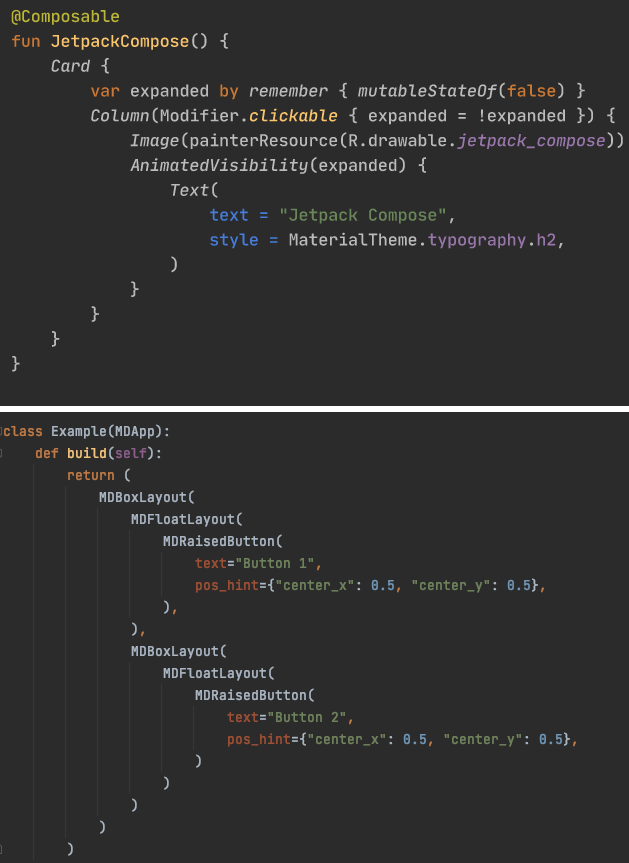 @Composable
fun JetpackCompose() {
    Card {
        var expanded by remember { mutableStateOf(false) }
        Column(Modifier.clickable { expanded = !expanded }) {
            Image(painterResource(R.drawable.jetpack_compose))
            AnimatedVisibility(expanded) {
                Text(
                    text = "Jetpack Compose",
                    style = MaterialTheme.typography.h2,
                )
            }
        }
    }
}
class Example(MDApp):
    def build(self):
        return (
            MDBoxLayout(
                MDFloatLayout(
                    MDRaisedButton(
                        text="Button 1",
                        pos_hint={"center_x": 0.5, "center_y": 0.5},
                    ),
                ),
                MDBoxLayout(
                    MDFloatLayout(
                        MDRaisedButton(
                            text="Button 2",
                            pos_hint={"center_x": 0.5, "center_y": 0.5},
                        )
                    )
                )
            )
        )